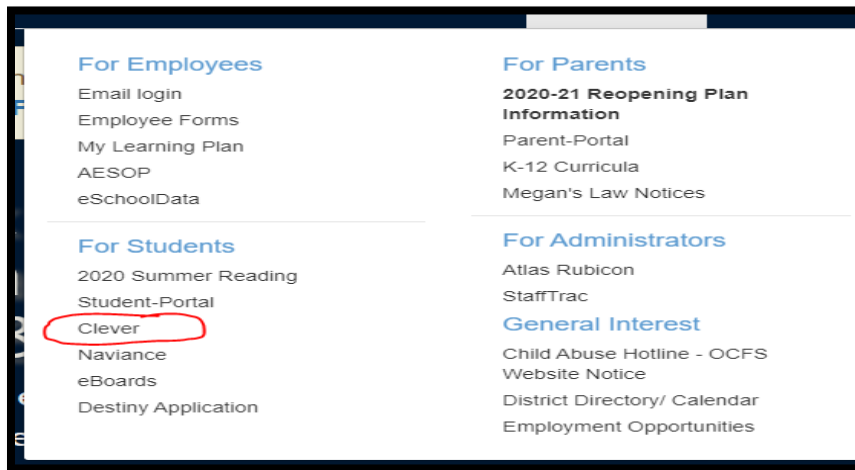 For Employees
Email login
Employee Forms
My Learning Plan
AESOP
eSchoolData
For Students
2020 Summer Reading
Student-Portal
Clever
Naviance
eBoards
Destiny Application
For Parents
2020-21 Reopening Plan
Information
Parent-Portal
K-12 Curricula
Megan's Law Notices
For Administrators
Atlas Rubicon
StaffTrac
General Interest
Child Abuse Hotline - OCFS
Website Notice
District Directory/ Calendar
Employment Opportunities